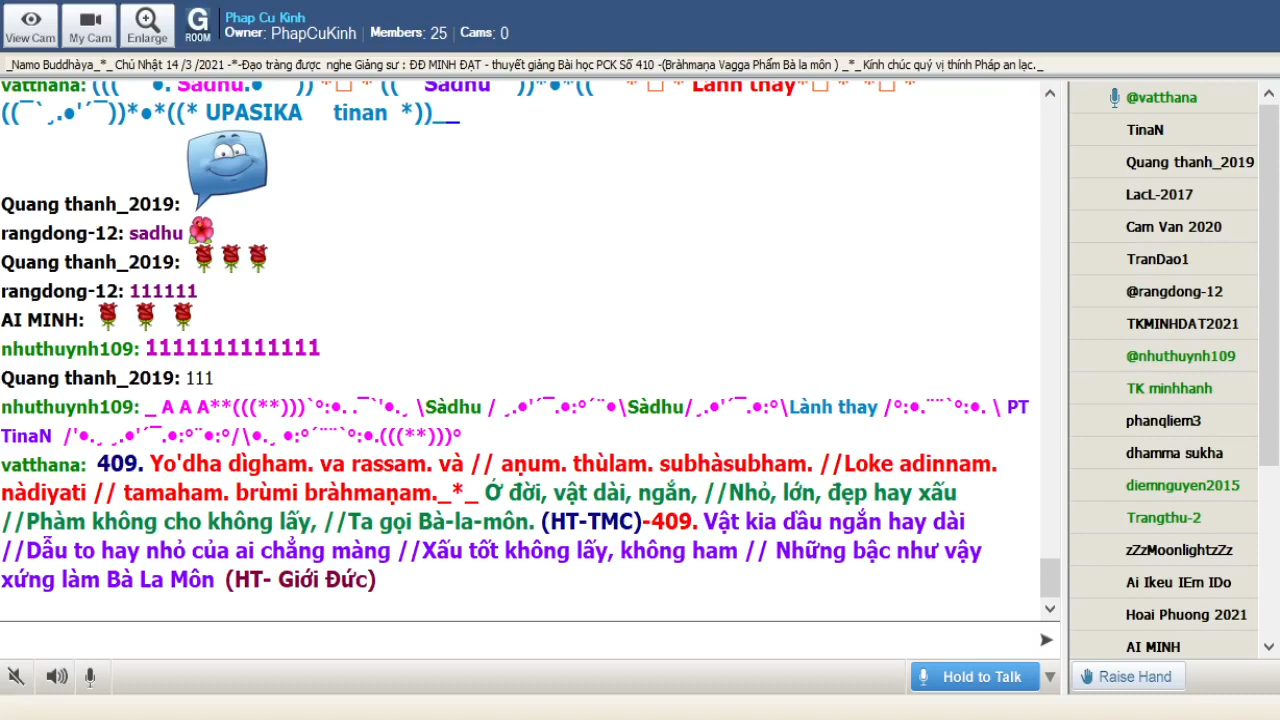 View Cam
My Cam
Enlarge
G
ROOM
Phap Cu Kinh
Owner: PhapCuKinh | Members: 25 | Cams: 0
_Namo Buddhàya_*_ Chủ Nhật 14 /3 /2021 -*-Đạo tràng được nghe Giảng sư : ĐĐ MINH ĐẠT - thuyết giảng Bài học PCK Số 410 -(Bràhmaṇa Vagga Phẩm Bà la môn ) _*_Kính chúc quý vị thính Pháp an lạc._
vatthana: Sadhu Sadhu Lành thay
((¯`¸.●'´¯))*●*((* UPASIKA tinan *))__
Quang thanh_2019:
rangdong-12: sadhu
Quang thanh_2019:
rangdong-12: 111111
AI MINH:
nhuthuynh109: 1111111111111
Quang thanh_2019: 111
nhuthuynh109: _ A A A**(((**)))`°:●. .¯`'●.¸ \Sàdhu / ¸.●'´¯.●:°´¨●\Sàdhu/¸.●'´¯.●:°\Lành thay /°:●.¨¨`°:●. \ PT
TinaN /'●.¸ ¸.●'´¯.●:°¨●:°/\●.¸ ●:°´¨¨`°:●.(((**)))°
vatthana: 409. Yo'dha dìgham. va rassam. và // aṇum. thùlam. subhàsubham. //Loke adinnam.
nàdiyati // tamaham. brùmi bràhmaṇam._*_ Ở đời, vật dài, ngắn, //Nhỏ, lớn, đẹp hay xấu
//Phàm không cho không lấy, //Ta gọi Bà-la-môn. (HT-TMC)-409. Vật kia dầu ngắn hay dài
//Dẫu to hay nhỏ của ai chẳng màng //Xấu tốt không lấy, không ham // Những bậc như vậy
xứng làm Bà La Môn (HT- Giới Đức)
@vatthana
TinaN
Quang thanh_2019
LacL-2017
Cam Van 2020
TranDao1
@rangdong-12
TKMINHDAT2021
@nhuthuynh109
TK minhhanh
phanqliem3
dhamma sukha
diemnguyen2015
Trangthu-2
zZzMoonlightzZz
Ai Ikeu IEm IDo
Hoai Phuong 2021
AI MINH
Hold to Talk
Raise Hand